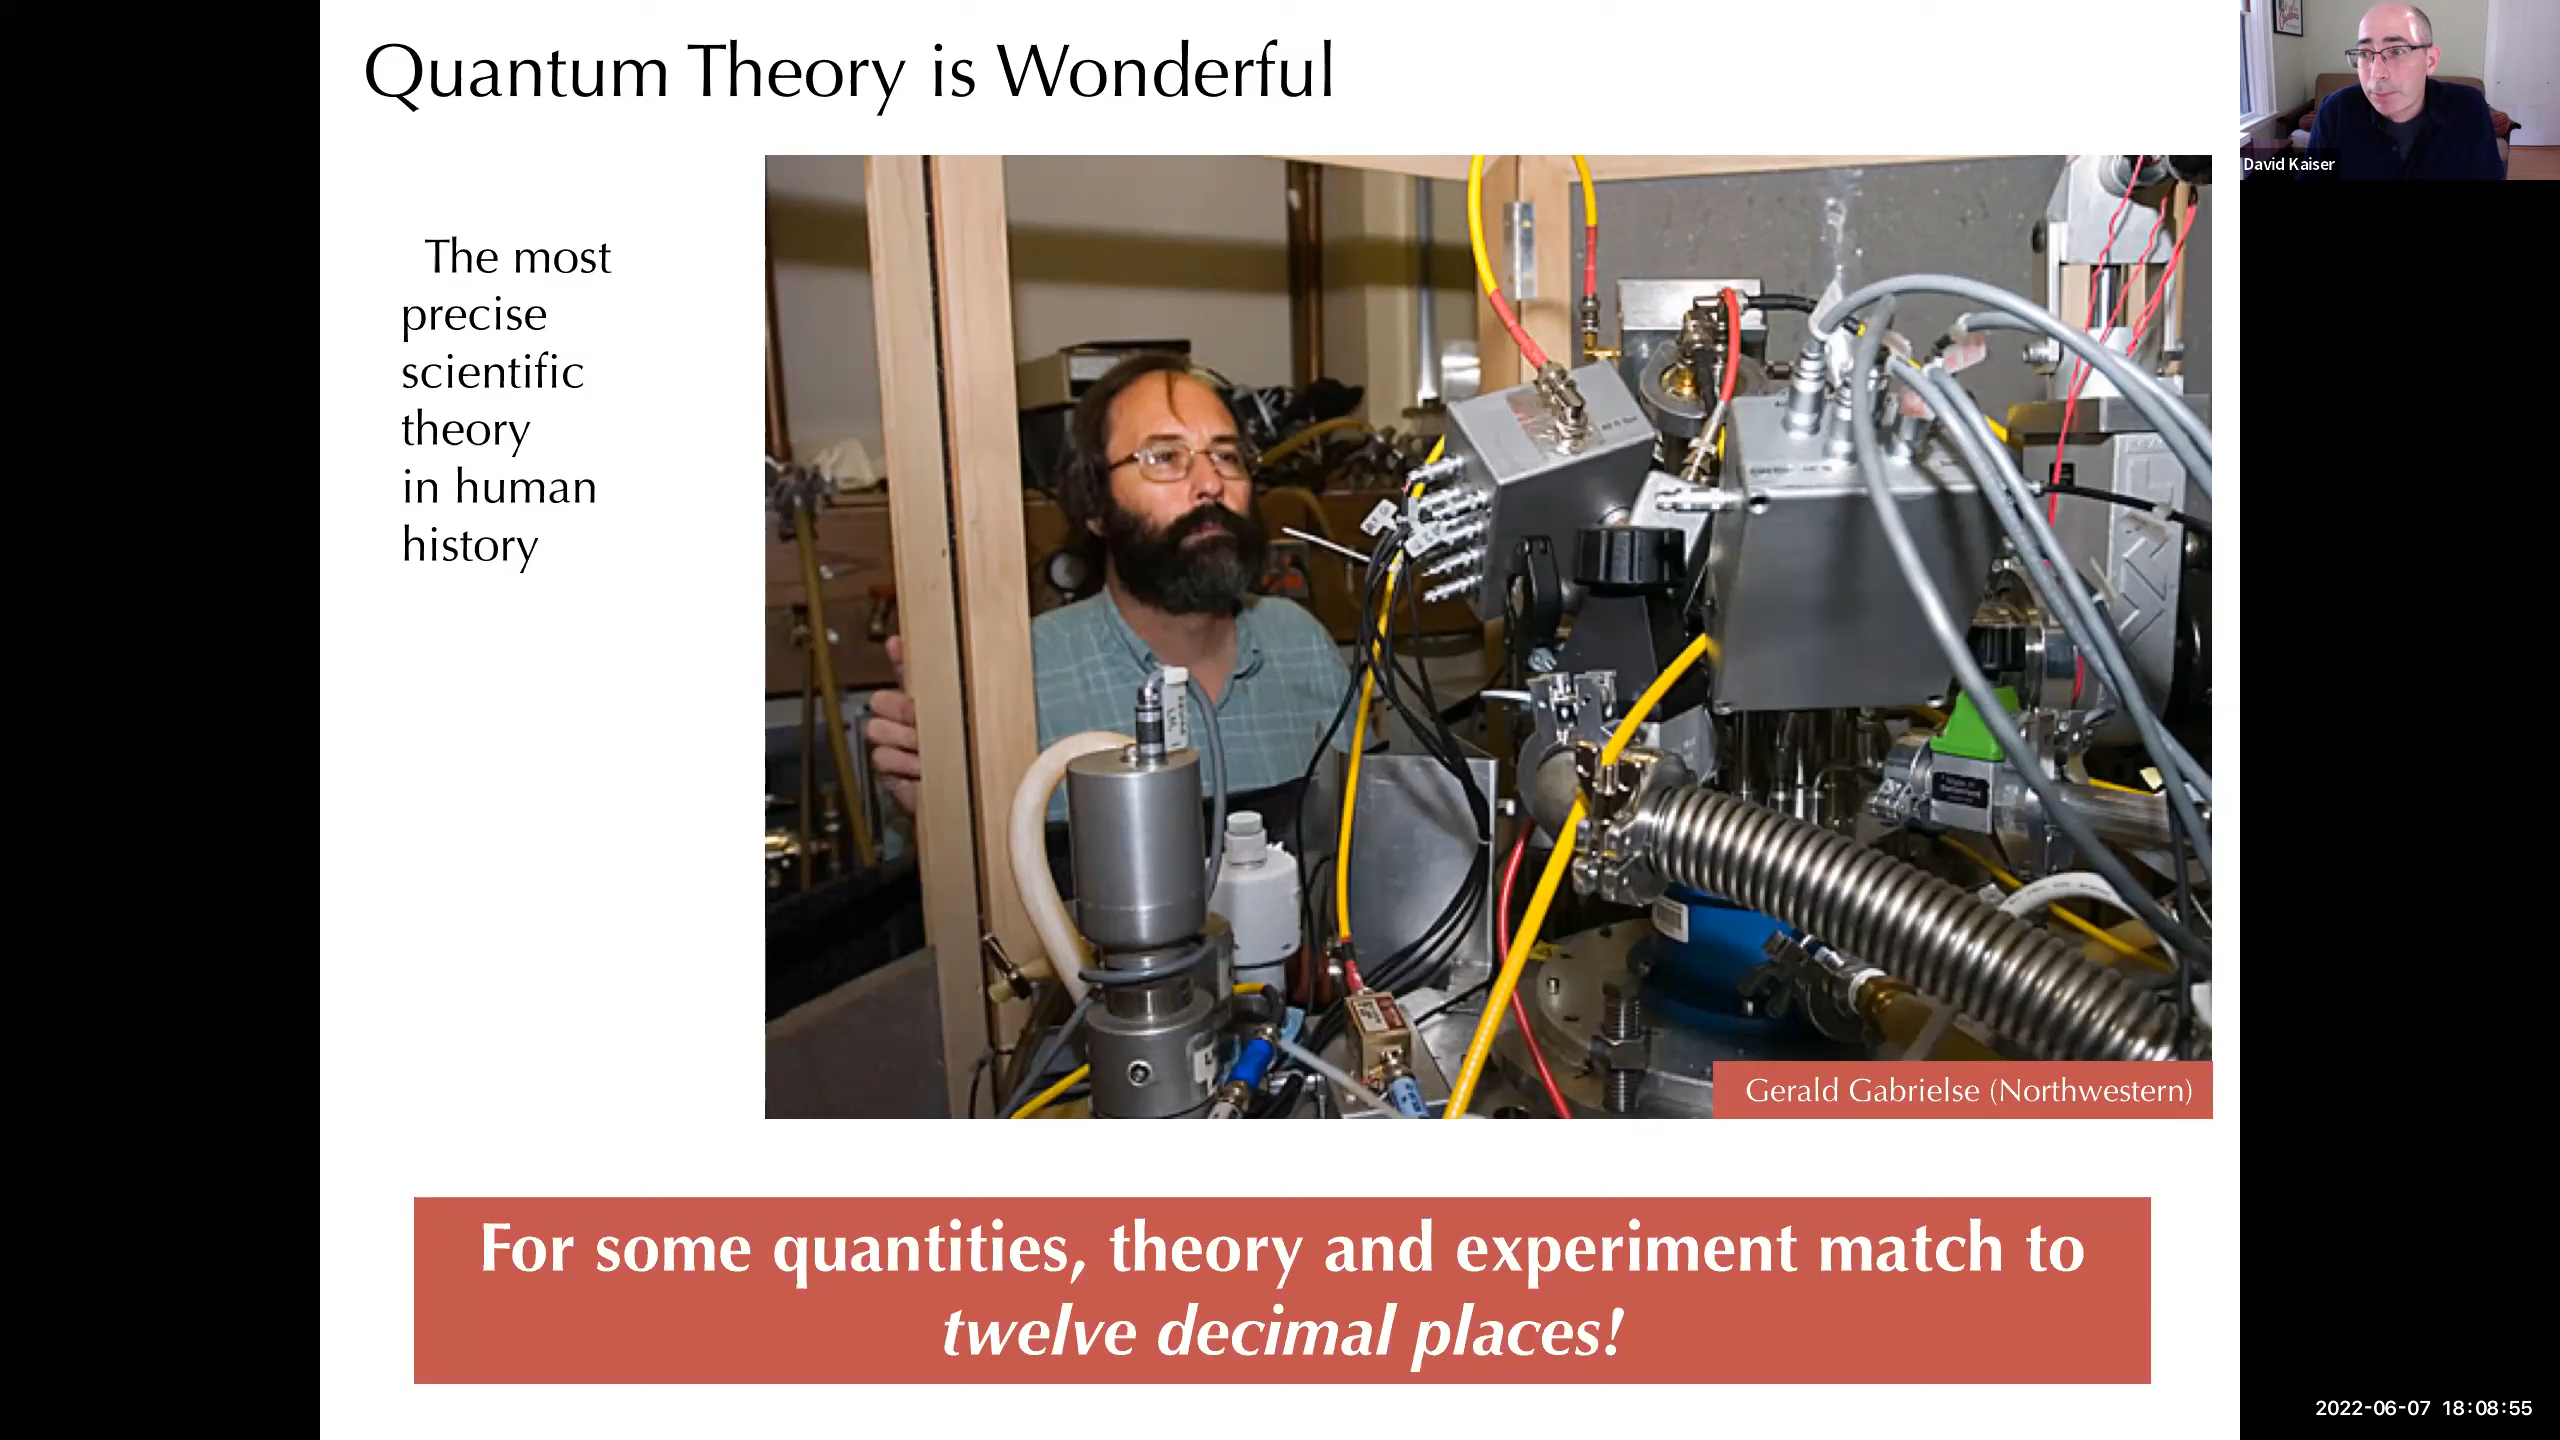 Quantum Theory is Wonderful
David Kaiser
The most
precise
scientific
theory
in human
history
Gerald Gabrielse (Northwestern)
For some quantities, theory and experiment match to
twelve decimal places!
2022-06-07 18:08:55